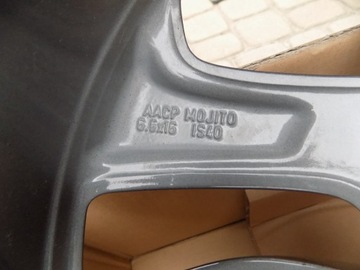 AACP MOJITO
6.5x16 IS40